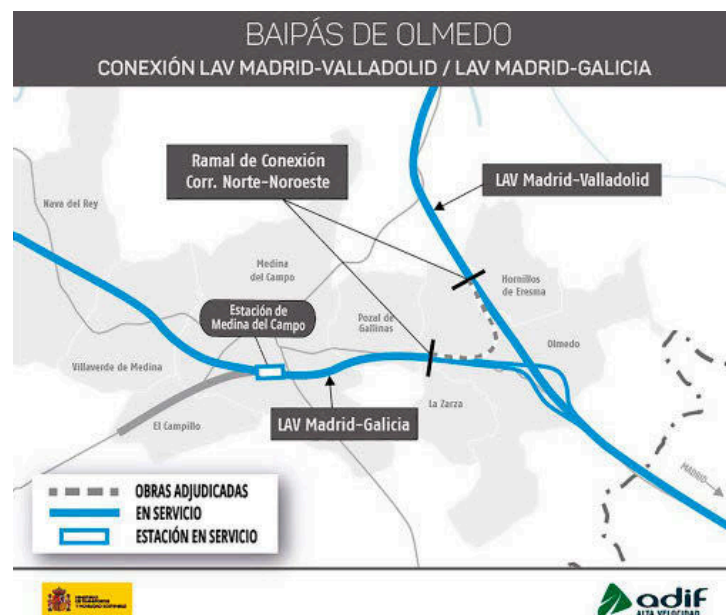 BAIPÁS DE OLMEDO
CONEXIÓN LAV MADRID-VALLADOLID / LAV MADRID-GALICIA
Ramal de Conexión
Corr. Norte-Noroeste
LAV Madrid-Valladolid
Nava del Rey
Medina
del Campo
Hornillos
de Eresma
Estación de
Medina del Campo
Pozal de
Gallinas
Olmedo
Villaverde de Medina
La Zarza
El Campillo
LAV Madrid-Galicia
MADRID
OBRAS ADJUDICADAS
EN SERVICIO
ESTACIÓN EN SERVICIO
adif
ALTA VELOCIDAD